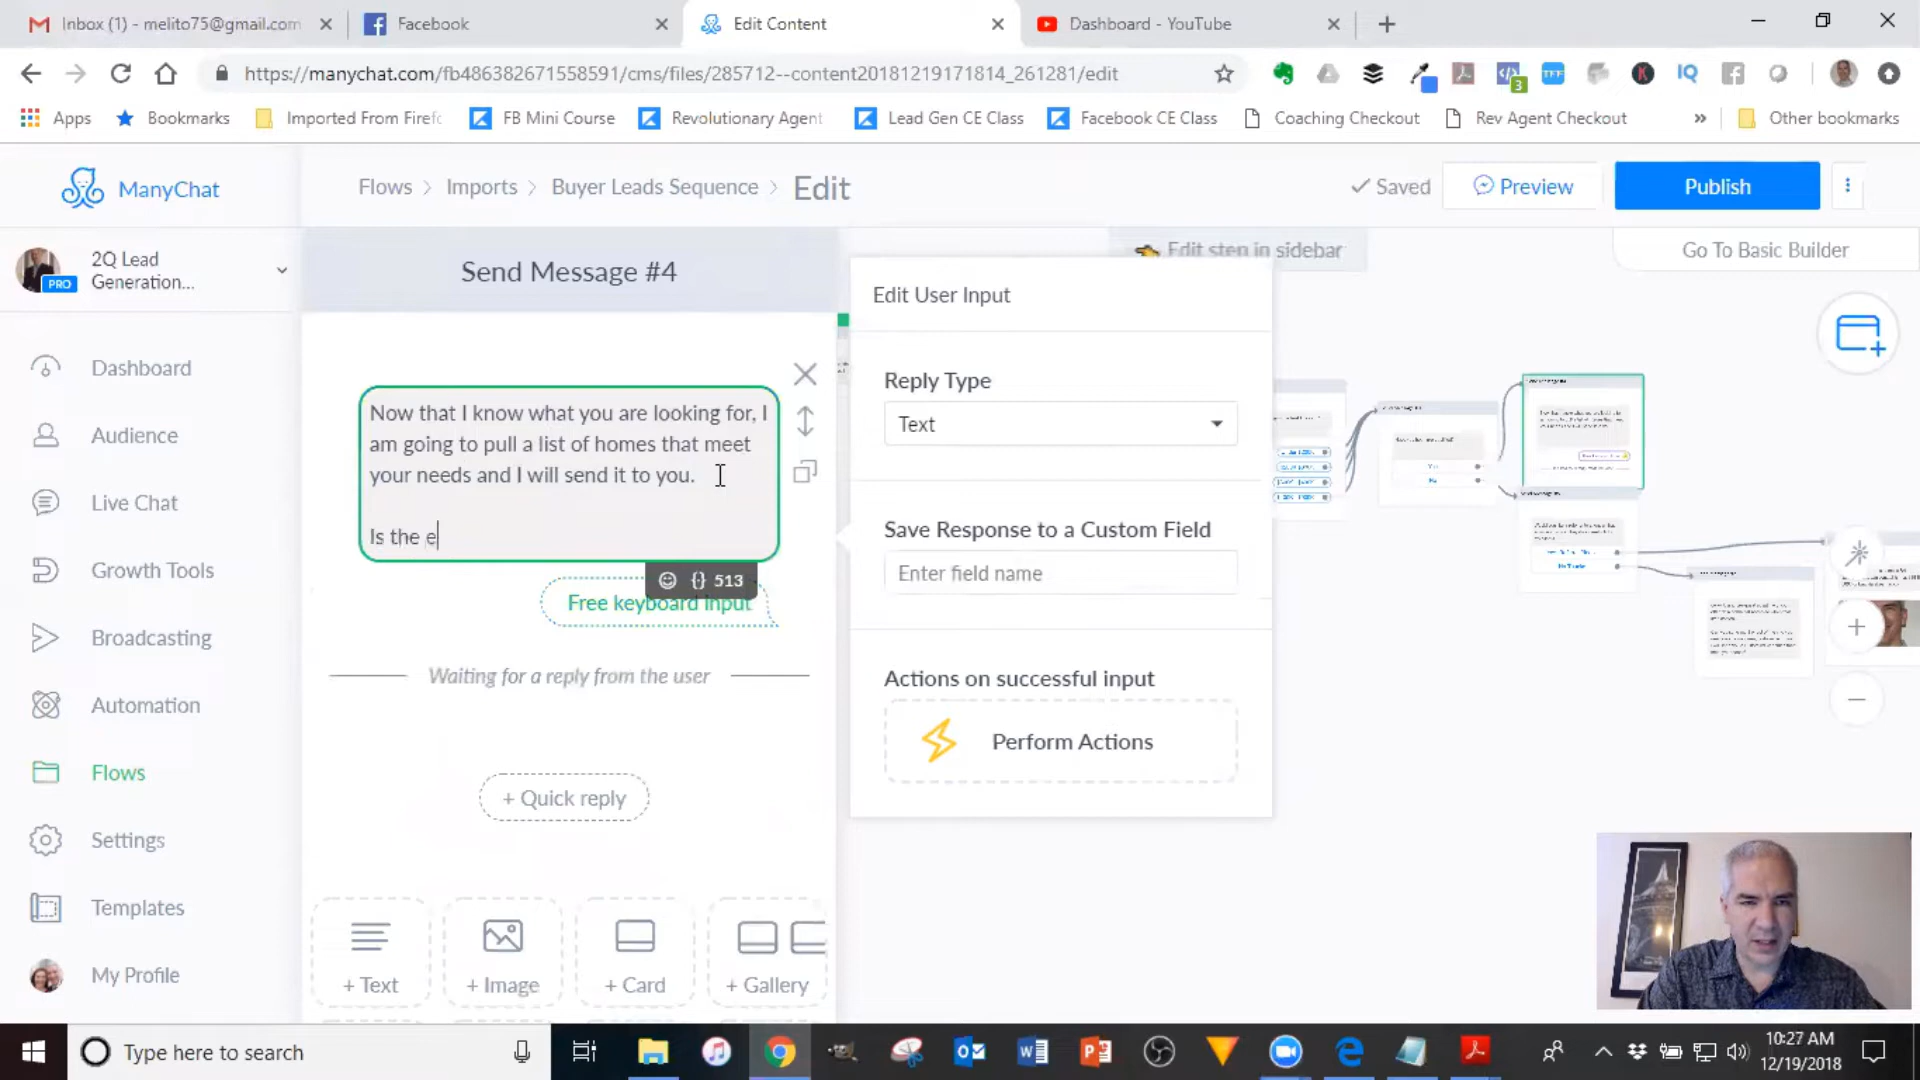 Inbox (1) - melito75@gmail.com
Facebook
Edit Content
Dashboard - YouTube
https://manychat.com/fb486382671558591/cms/files/285712--content20181219171814_261281/edit
Apps
Bookmarks
Imported From Firefo
FB Mini Course
Revolutionary Agent
Lead Gen CE Class
Facebook CE Class
Coaching Checkout
Rev Agent Checkout
»
Other bookmarks
ManyChat
Flows > Imports > Buyer Leads Sequence > Edit
Saved
Preview
Publish
2Q Lead
Generation...
PRO
Send Message #4
Edit step in sidebar
Go To Basic Builder
Dashboard
Audience
Live Chat
Growth Tools
Broadcasting
Automation
Flows
Settings
Templates
My Profile
Now that I know what you are looking for, I
am going to pull a list of homes that meet
your needs and I will send it to you.
Is the e
{} 513
Free keyboard input
Waiting for a reply from the user
+ Quick reply
+ Text
+ Image
+ Card
+ Gallery
Edit User Input
Reply Type
Text
Save Response to a Custom Field
Enter field name
Actions on successful input
Perform Actions
Type here to search
10:27 AM
12/19/2018